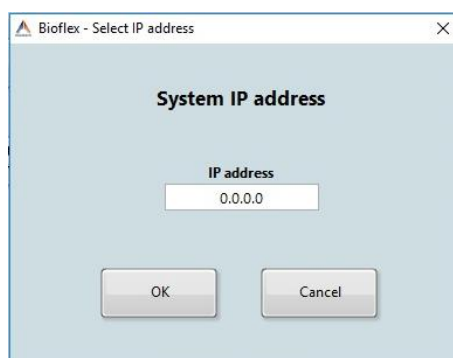 Bioflex - Select IP address
System IP address
IP address
0.0.0.0
OK
Cancel